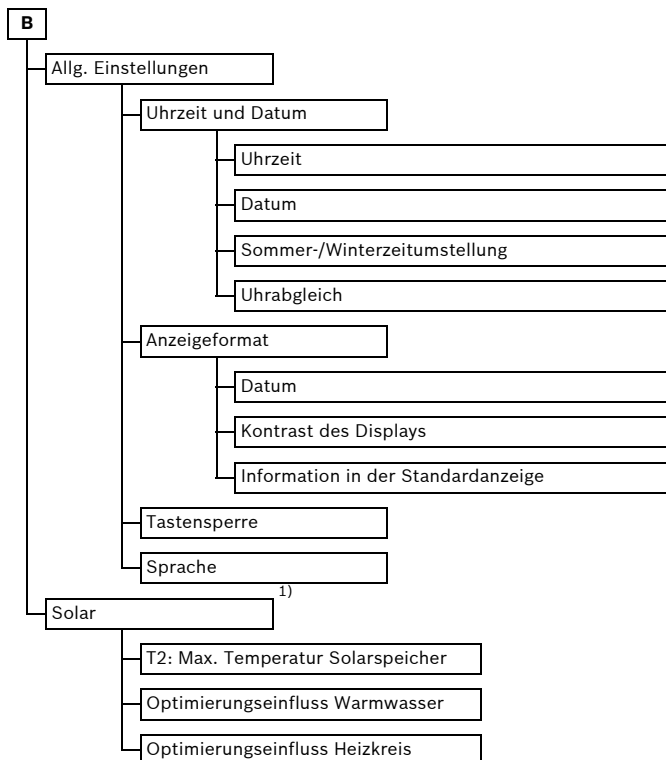 B
Allg. Einstellungen
Uhrzeit und Datum
Uhrzeit
Datum
Sommer-/Winterzeitumstellung
Uhrabgleich
Anzeigeformat
Datum
Kontrast des Displays
Information in der Standardanzeige
Tastensperre
Sprache
Solar 1)
T2: Max. Temperatur Solarspeicher
Optimierungseinfluss Warmwasser
Optimierungseinfluss Heizkreis